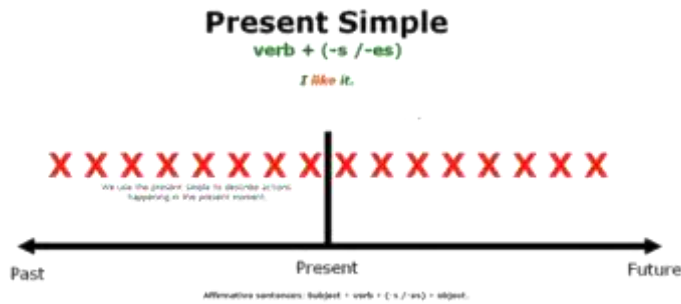 Present Simple
verb + (-s /-es)
I like it.
X X X X X X X X X X X X X X X X
We use the present simple to describe actions
happening in the present moment.
Past
Present
Future
Affirmative sentences: Subject + verb + (-s /-es) + object.